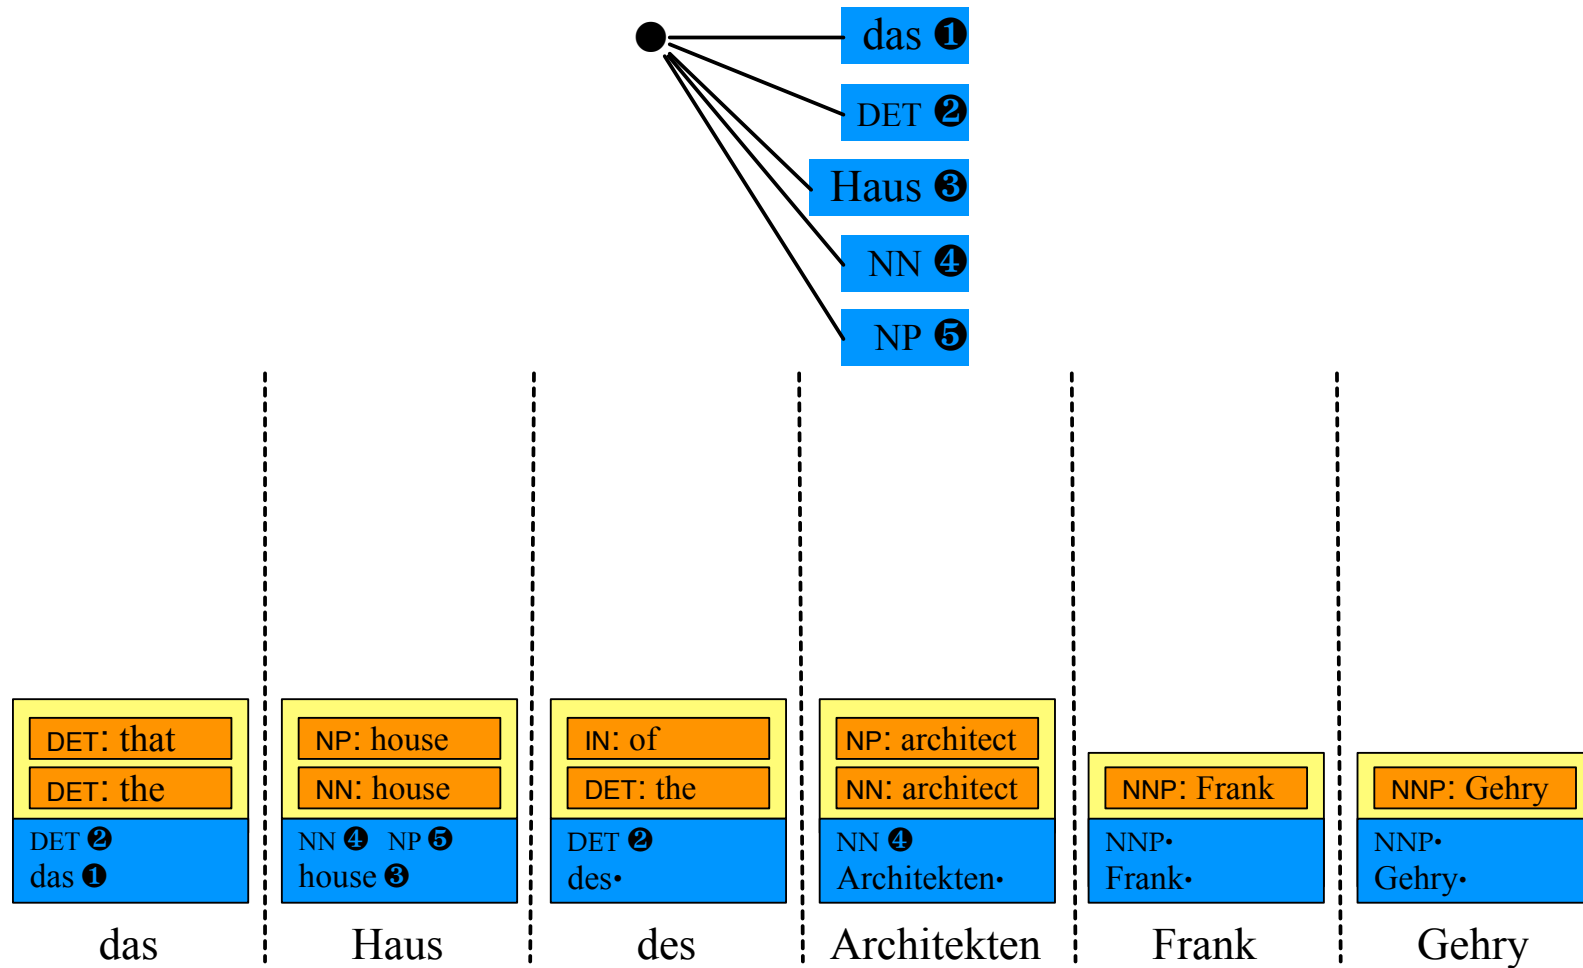 das ❶
DET ❷
Haus ❸
NN ❹
NP ❺
DET: that
DET: the
DET ❷
das ❶
das
NP: house
NN: house
NN ❹ NP ❺
house ❸
Haus
IN: of
DET: the
DET ❷
des•
des
NP: architect
NN: architect
NN ❹
Architekten•
Architekten
NNP: Frank
NNP•
Frank•
Frank
NNP: Gehry
NNP•
Gehry•
Gehry